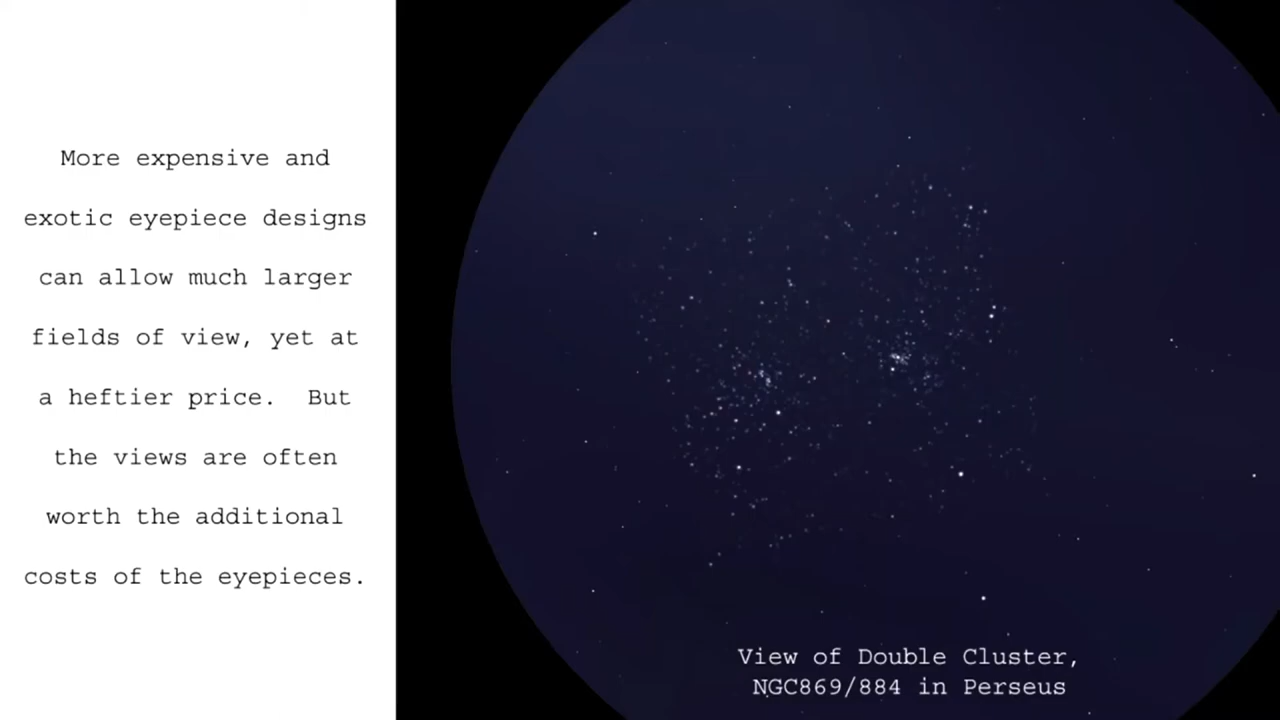 More expensive and
exotic eyepiece designs
can allow much larger
fields of view, yet at
a heftier price.  But
the views are often
worth the additional
costs of the eyepieces.
View of Double Cluster,
NGC869/884 in Perseus